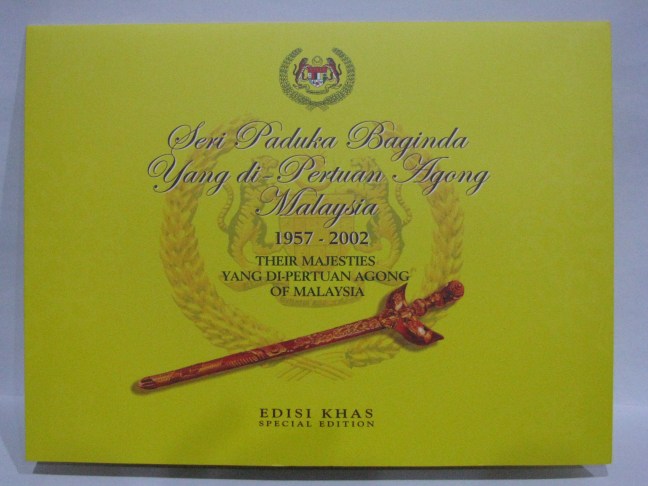 Seri Paduka Baginda
Yang di-Pertuan Agong
Malaysia
1957 - 2002
THEIR MAJESTIES
YANG DI-PERTUAN AGONG
OF MALAYSIA
EDISI KHAS
SPECIAL EDITION